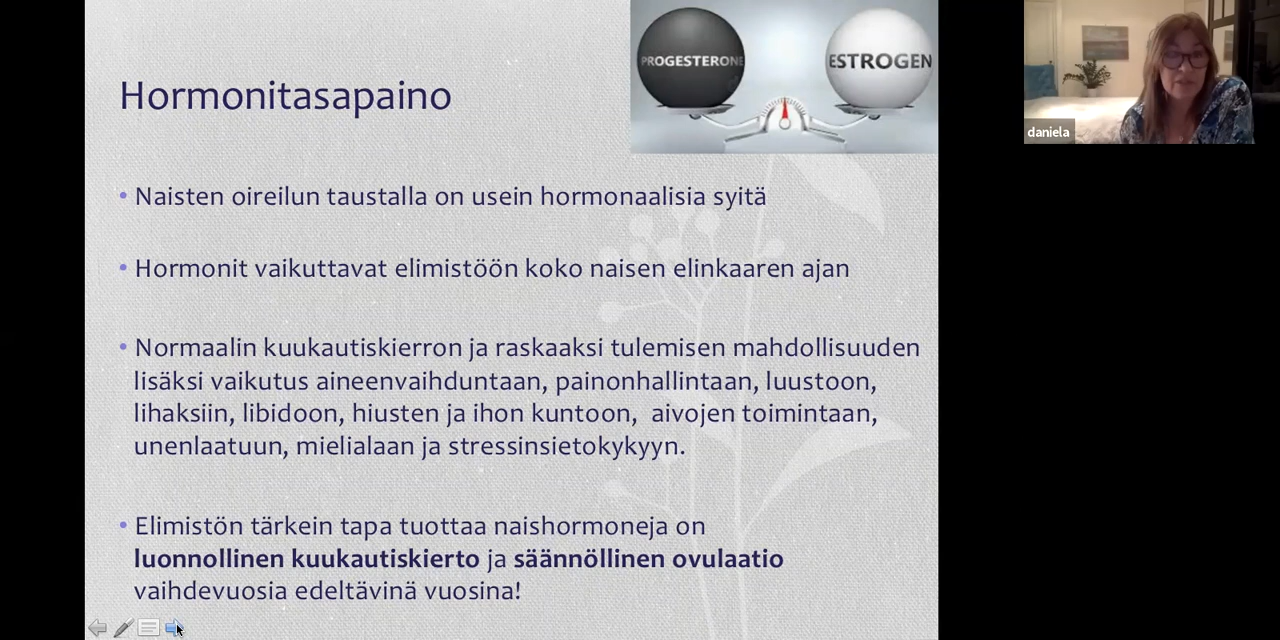 Hormonitasapaino
PROGESTERONE
ESTROGEN
daniela
• Naisten oireilun taustalla on usein hormonaalisia syitä
• Hormonit vaikuttavat elimistöön koko naisen elinkaaren ajan
• Normaalin kuukautiskierron ja raskaaksi tulemisen mahdollisuuden
lisäksi vaikutus aineenvaihduntaan, painonhallintaan, luustoon,
lihaksiin, libidoon, hiusten ja ihon kuntoon, aivojen toimintaan,
unenlaatuun, mielialaan ja stressinsietokykyyn.
• Elimistön tärkein tapa tuottaa naishormoneja on
luonnollinen kuukautiskierto ja säännöllinen ovulaatio
vaihdevuosia edeltävinä vuosina!